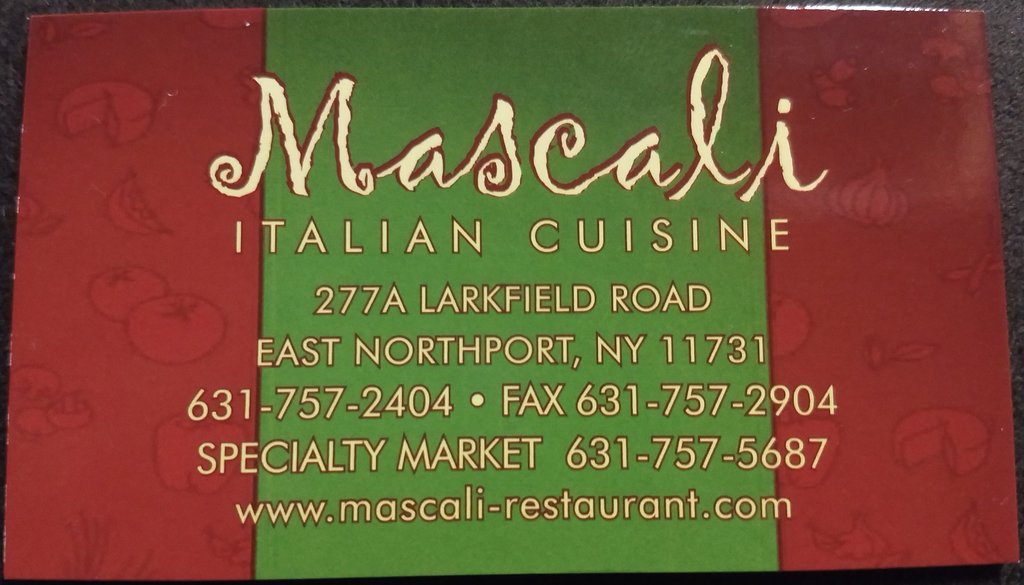 Mascali
ITALIAN CUISINE
277A LARKFIELD ROAD
EAST NORTHPORT, NY 11731
631-757-2404 • FAX 631-757-2904
SPECIALTY MARKET 631-757-5687
www.mascali-restaurant.com